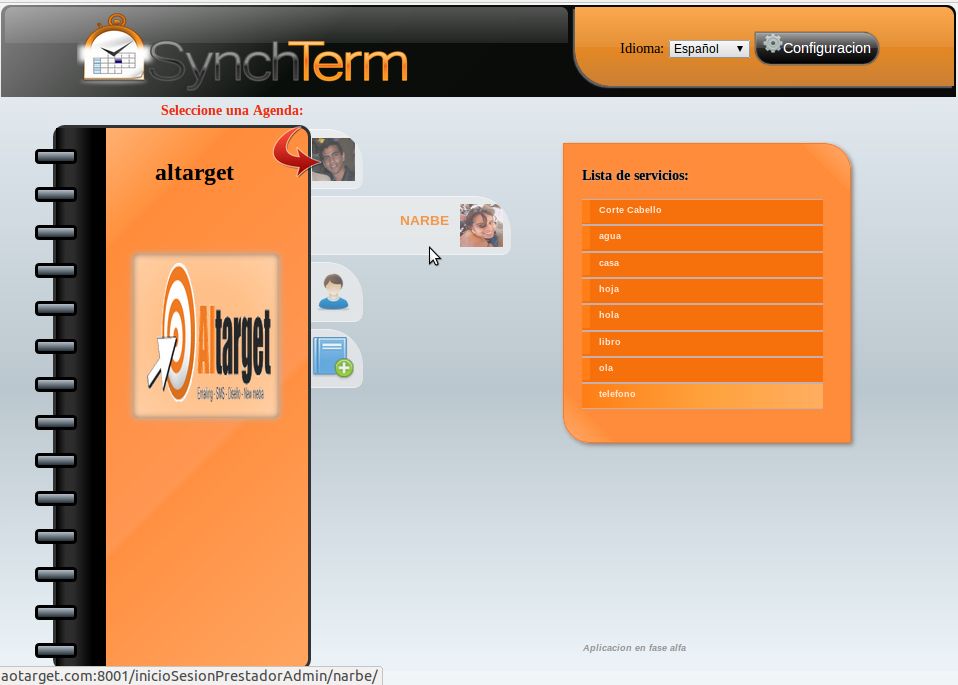 SynchTerm
Idioma: Español Configuracion
Seleccione una Agenda:
altarget
NARBE
Altarget
Emailing - SMS - Diseño - New media
Lista de servicios:
Corte Cabello
agua
casa
hoja
hola
libro
ola
telefono
Aplicacion en fase alfa
aotarget.com:8001/inicioSesionPrestadorAdmin/narbe/